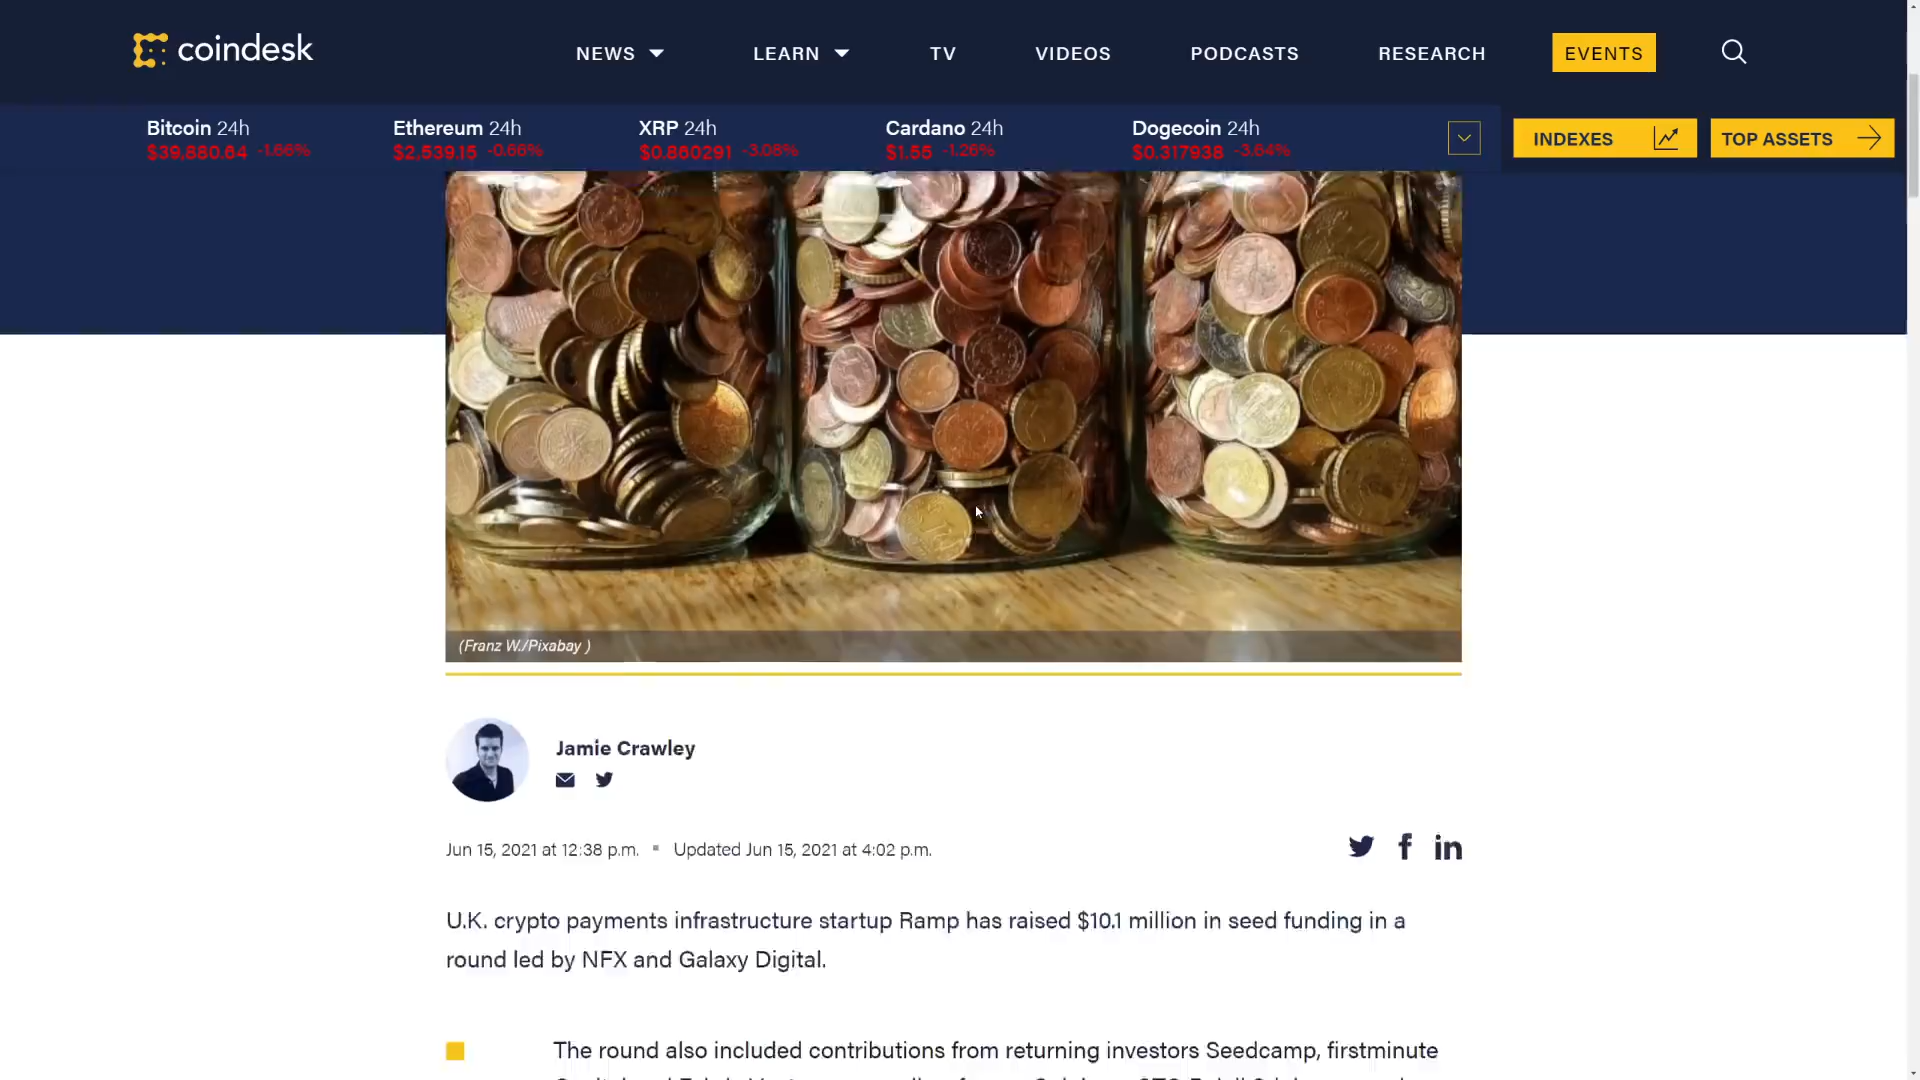 coindesk
NEWS
LEARN
TV
VIDEOS
PODCASTS
RESEARCH
EVENTS
Bitcoin 24h
$39,880.64 -1.66%
Ethereum 24h
$2,539.15 -0.66%
XRP 24h
$0.860291 -3.08%
Cardano 24h
$1.55 -1.26%
Dogecoin 24h
$0.317938 -3.64%
INDEXES
TOP ASSETS
(Franz W./Pixabay )
Jamie Crawley
Jun 15, 2021 at 12:38 p.m. ▪ Updated Jun 15, 2021 at 4:02 p.m.
U.K. crypto payments infrastructure startup Ramp has raised $10.1 million in seed funding in a
round led by NFX and Galaxy Digital.
The round also included contributions from returning investors Seedcamp, firstminute